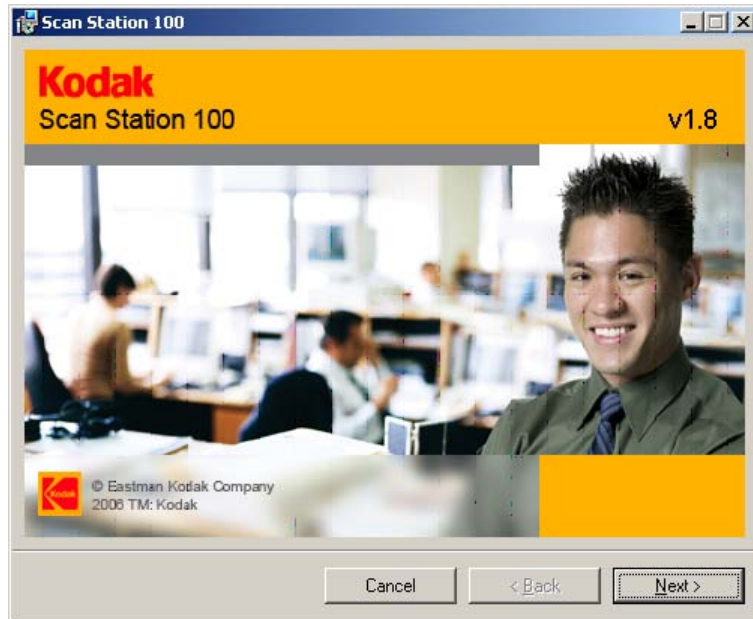 Scan Station 100
Kodak
Scan Station 100
v1.8
Kodak
© Eastman Kodak Company
2006 TM: Kodak
Cancel
< Back
Next >